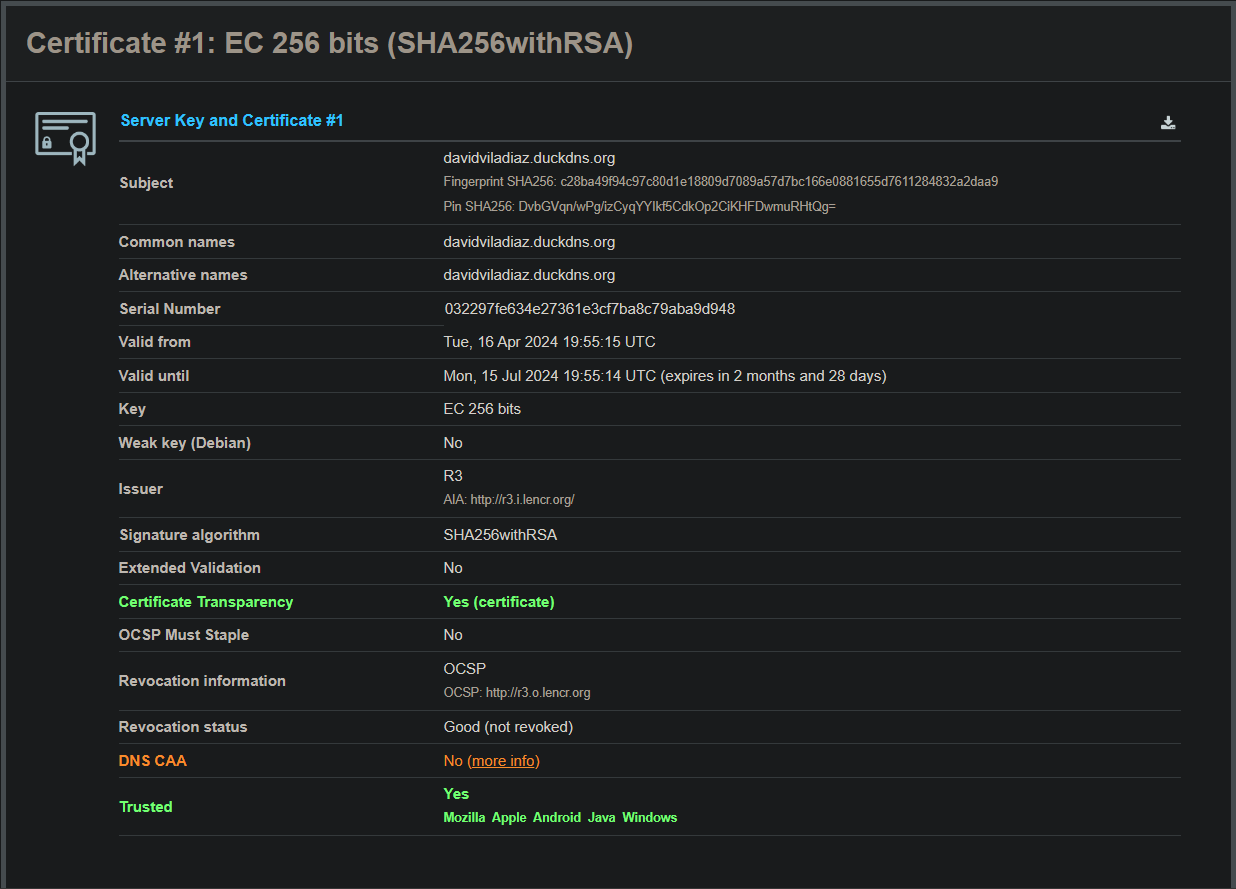 Certificate #1: EC 256 bits (SHA256withRSA)
Server Key and Certificate #1
Subject
davidviladiaz.duckdns.org
Fingerprint SHA256: c28ba49f94c97c80d1e18809d7089a57d7bc166e0881655d7611284832a2daa9
Pin SHA256: DvbGVqn/wPg/izCyqYYIkf5CdkOp2CiKHFDwmuRHtQg=
Common names davidviladiaz.duckdns.org
Alternative names davidviladiaz.duckdns.org
Serial Number 032297fe634e27361e3cf7ba8c79aba9d948
Valid from Tue, 16 Apr 2024 19:55:15 UTC
Valid until Mon, 15 Jul 2024 19:55:14 UTC (expires in 2 months and 28 days)
Key EC 256 bits
Weak key (Debian) No
Issuer
R3
AIA: http://r3.i.lencr.org/
Signature algorithm SHA256withRSA
Extended Validation No
Certificate Transparency Yes (certificate)
OCSP Must Staple No
Revocation information
OCSP
OCSP: http://r3.o.lencr.org
Revocation status Good (not revoked)
DNS CAA No (more info)
Trusted
Yes
Mozilla Apple Android Java Windows